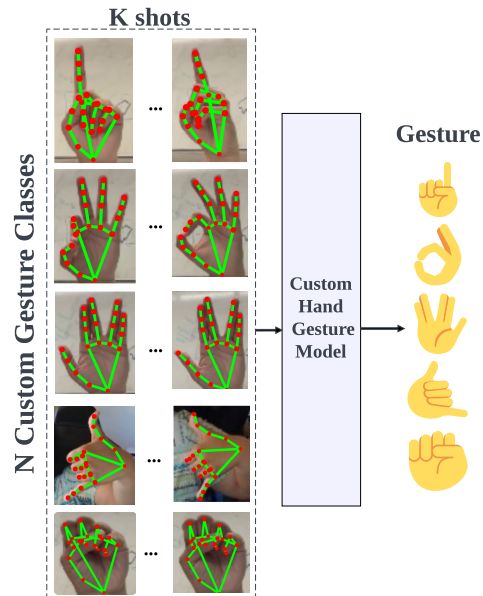 K shots
N Custom Gesture Classes
...
...
...
...
...
Custom
Hand
Gesture
Model
Gesture